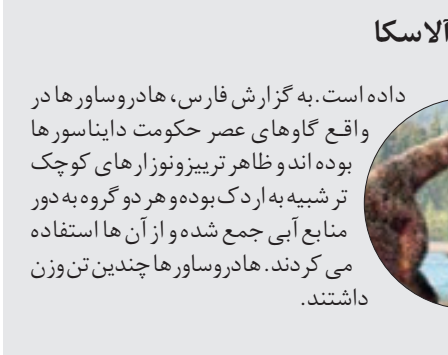 آلاسکا
داده است. به گزارش فارس، هادروساورها در
واقع گاوهای عصر حکومت دایناسورها
بوده اند و ظاهر تریزونوزارهای کوچک
تر شبیه به اردک بوده و هر دو گروه به دور
منابع آبی جمع شده و از آن ها استفاده
می کردند. هادروساورها چندین تن وزن
داشتند.